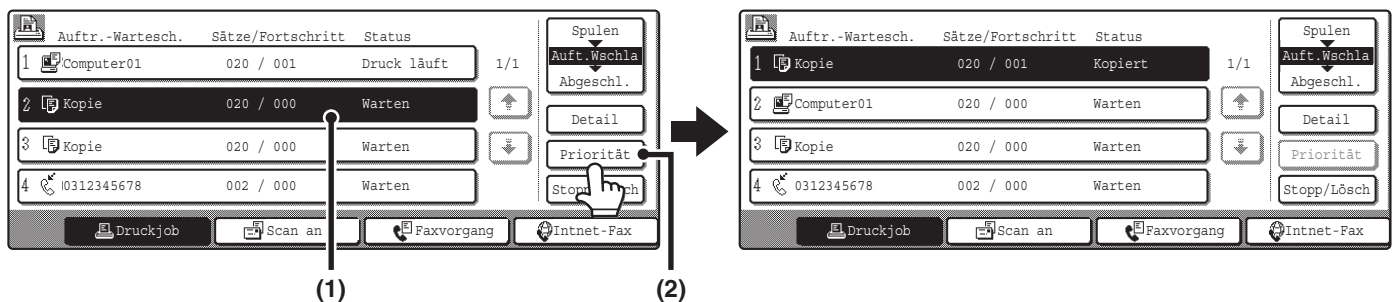 Auftr.-Wartesch. Sätze/Fortschritt Status
1 Computer01 020 / 001 Druck läuft
2 Kopie 020 / 000 Warten
3 Kopie 020 / 000 Warten
4 0312345678 002 / 000 Warten
1/1
Spulen
Auft.Wschla
Abgeschl.
Detail
Priorität
Stopp/Lösch
Druckjob Scan an Faxvorgang Intnet-Fax
(1) (2)
Auftr.-Wartesch. Sätze/Fortschritt Status
1 Kopie 020 / 001 Kopiert
2 Computer01 020 / 000 Warten
3 Kopie 020 / 000 Warten
4 0312345678 002 / 000 Warten
1/1
Spulen
Auft.Wschla
Abgeschl.
Detail
Priorität
Stopp/Lösch
Druckjob Scan an Faxvorgang Intnet-Fax